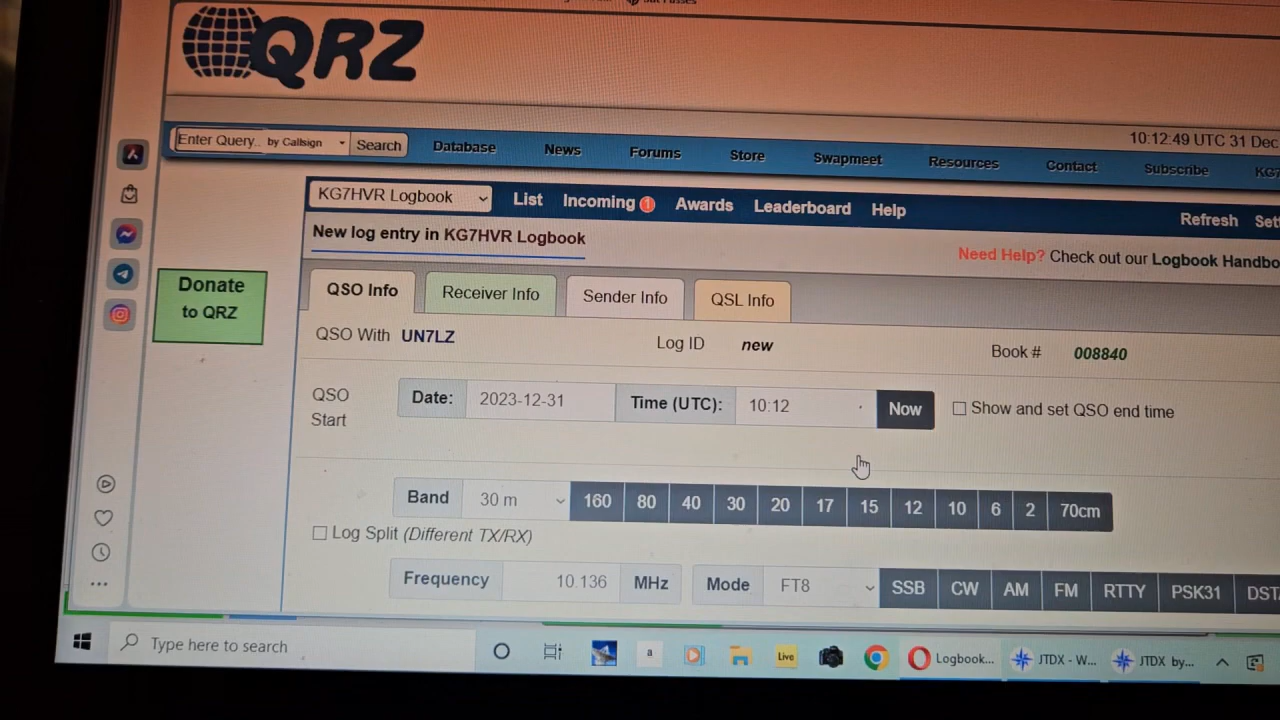 QRZ
Enter Query.. by Callsign Search Database News Forums Store Swapmeet Resources Contact Subscribe
10:12:49 UTC 31 Dec
KG7HVR Logbook List Incoming 1 Awards Leaderboard Help Refresh
New log entry in KG7HVR Logbook
Need Help? Check out our Logbook Handbo
Donate
to QRZ
QSO Info Receiver Info Sender Info QSL Info
QSO With UN7LZ Log ID new Book # 008840
QSO
Start
Date: 2023-12-31 Time (UTC): 10:12 Now Show and set QSO end time
Band 30 m 160 80 40 30 20 17 15 12 10 6 2 70cm
Log Split (Different TX/RX)
Frequency 10.136 MHz Mode FT8 SSB CW AM FM RTTY PSK31 DST
Type here to search a Live Logbook... JTDX - W... JTDX by...